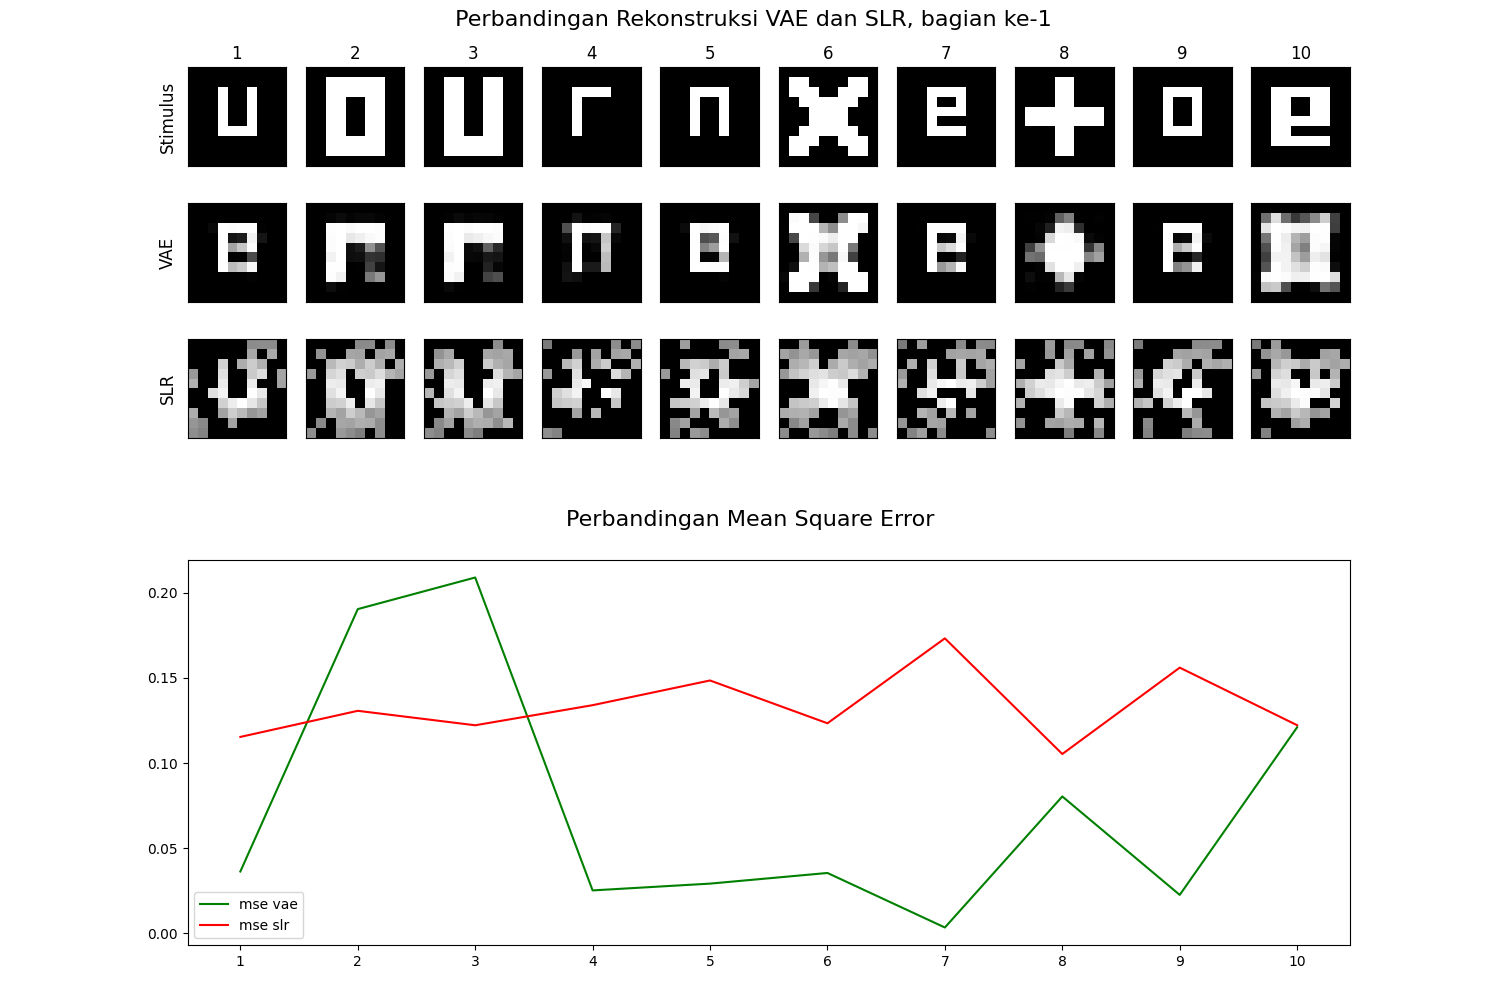 Perbandingan Rekonstruksi VAE dan SLR, bagian ke-1
1 2 3 4 5 6 7 8 9 10
Stimulus
u o u r n x e + o e
VAE
SLR
Perbandingan Mean Square Error
0.20
0.15
0.10
0.05
0.00
mse vae
mse slr
1 2 3 4 5 6 7 8 9 10